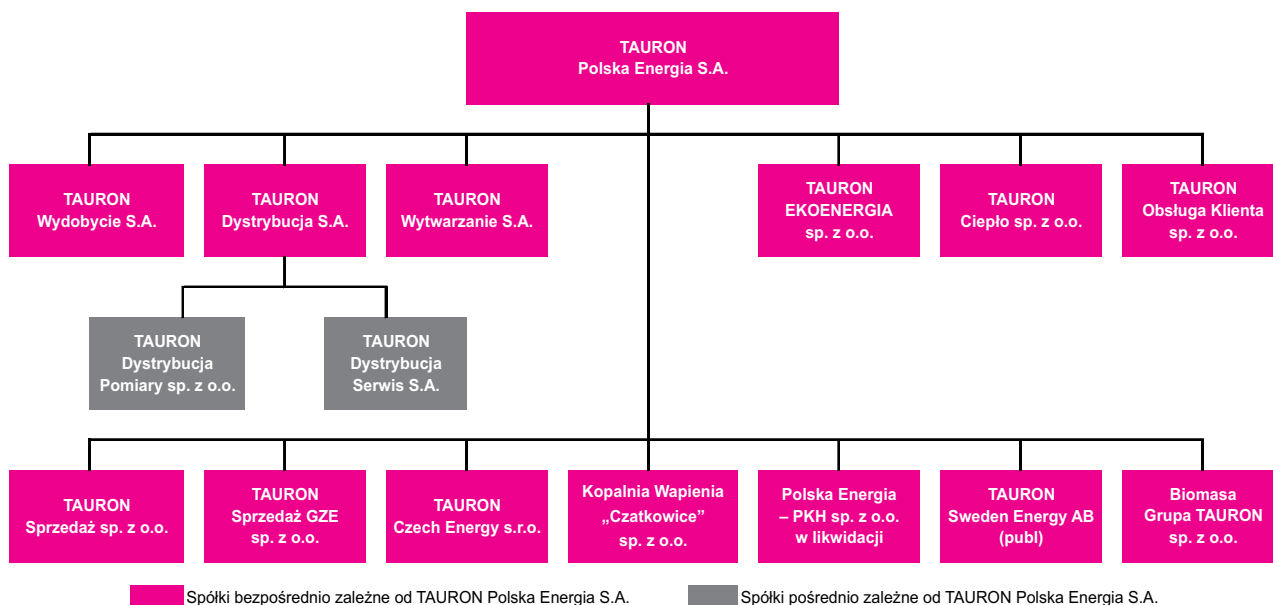 TAURON
Polska Energia S.A.
TAURON
Wydobycie S.A.
TAURON
Dystrybucja S.A.
TAURON
Wytwarzanie S.A.
TAURON
EKOENERGIA
sp. z o.o.
TAURON
Ciepło sp. z o.o.
TAURON
Obsługa Klienta
sp. z o.o.
TAURON
Dystrybucja
Pomiary sp. z o.o.
TAURON
Dystrybucja
Serwis S.A.
TAURON
Sprzedaż sp. z o.o.
TAURON
Sprzedaż GZE
sp. z o.o.
TAURON
Czech Energy s.r.o.
Kopalnia Wapienia
„Czatkowice”
sp. z o.o.
Polska Energia
– PKH sp. z o.o.
w likwidacji
TAURON
Sweden Energy AB
(publ)
Biomasa
Grupa TAURON
sp. z o.o.
Spółki bezpośrednio zależne od TAURON Polska Energia S.A.
Spółki pośrednio zależne od TAURON Polska Energia S.A.